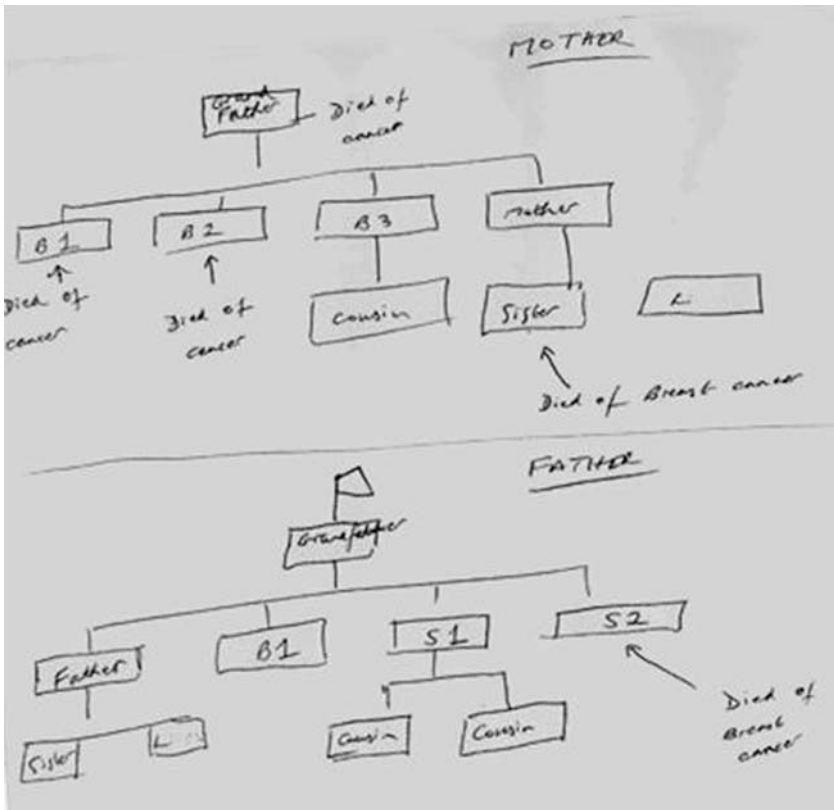 MOTHER
Grand
Father
Died of
cancer
B1
B2
B3
Mother
Died of
cancer
Died of
cancer
Cousin
Sister
L
Died of Breast cancer
FATHER
Grandfather
Father
B1
S1
S2
Sister
L
Cousin
Cousin
Died of
Breast
cancer